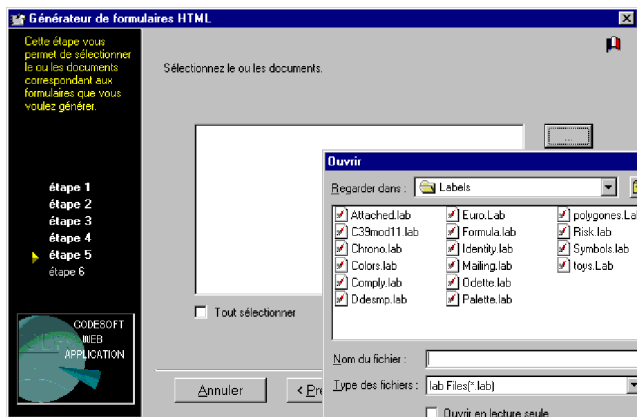 Générateur de formulaires HTML
Cette étape vous
permet de sélectionner
le ou les documents
correspondant aux
formulaires que vous
voulez générer.
étape 1
étape 2
étape 3
étape 4
étape 5
étape 6
CODESOFT
WEB
APPLICATION
Sélectionnez le ou les documents.
...
Tout sélectionner
Annuler
< Pré
Ouvrir
Regarder dans :
Labels
Attached.lab
C39mod11.lab
Chrono.lab
Colors.lab
Comply.lab
Ddesmp.lab
Euro.Lab
Formula.lab
Identity.lab
Mailing.lab
Odette.lab
Palette.lab
polygones.La
Risk.lab
Symbols.lab
toys.Lab
Nom du fichier :
Type des fichiers :
lab Files(*.lab)
Ouvrir en lecture seule